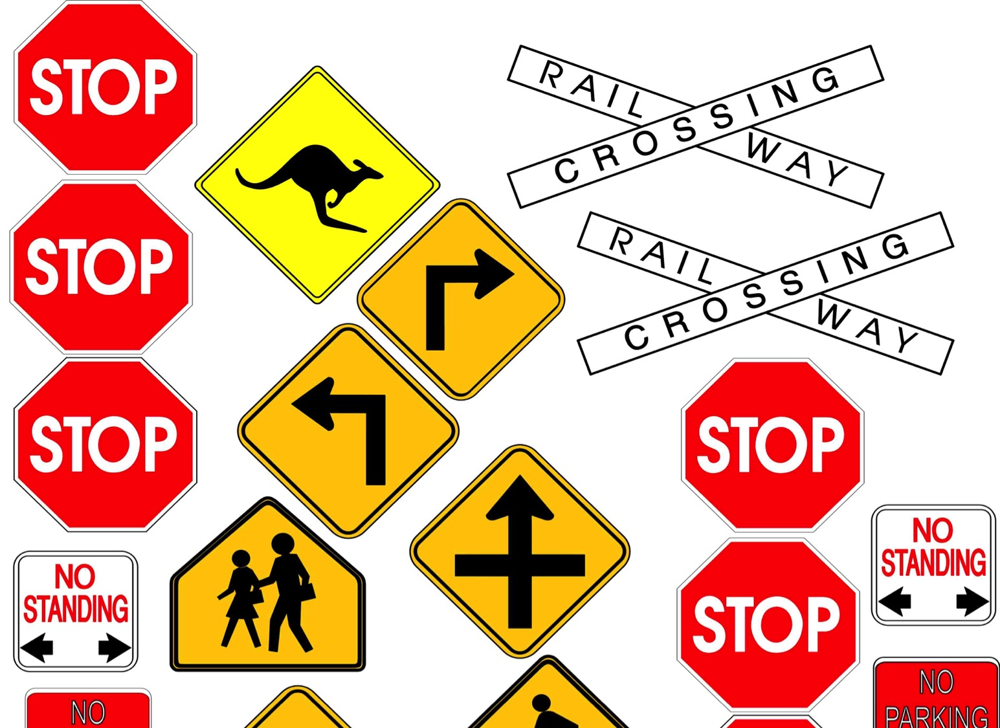 STOP
RAIL WAY
CROSSING
STOP
RAIL WAY
CROSSING
STOP
STOP
NO
STANDING
NO
STANDING
STOP
NO
PARKING
NO